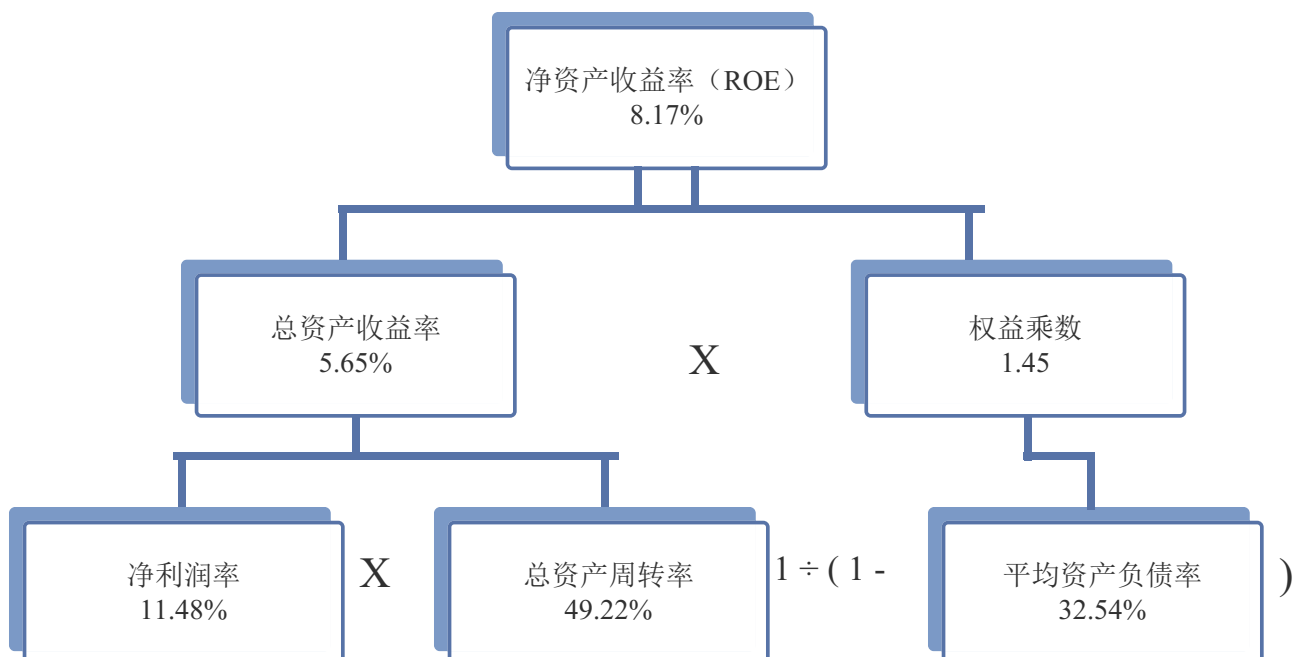 净资产收益率（ROE）
8.17%
总资产收益率
5.65%
X
权益乘数
1.45
净利润率
11.48%
X
总资产周转率
49.22%
1 ÷ ( 1 -
平均资产负债率
32.54%
)